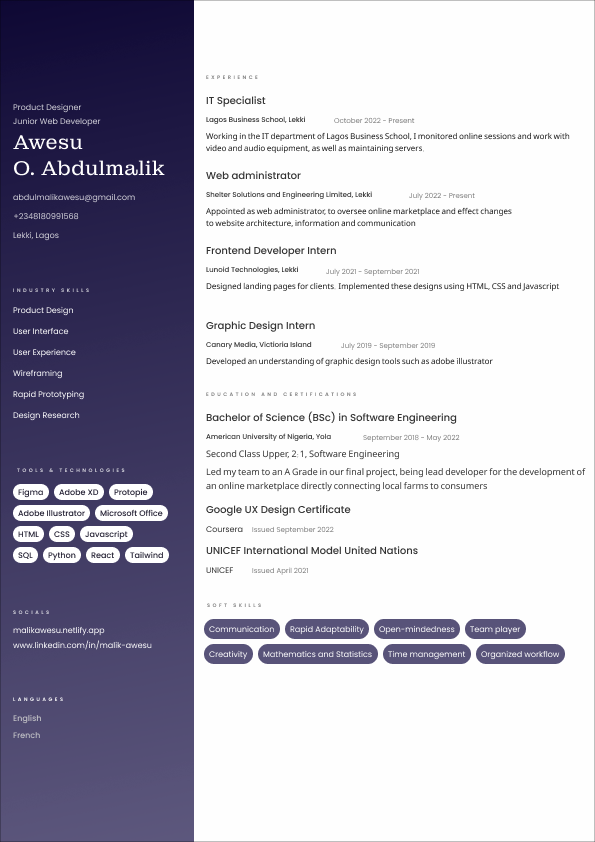 Product Designer
Junior Web Developer
Awesu
O. Abdulmalik
abdulmalikawesu@gmail.com
+2348180991568
Lekki, Lagos
INDUSTRY SKILLS
Product Design
User Interface
User Experience
Wireframing
Rapid Prototyping
Design Research
TOOLS & TECHNOLOGIES
Figma Adobe XD Protopie
Adobe Illustrator Microsoft Office
HTML CSS Javascript
SQL Python React Tailwind
SOCIALS
malikawesu.netlify.app
www.linkedin.com/in/malik-awesu
LANGUAGES
English
French
EXPERIENCE
IT Specialist
Lagos Business School, Lekki October 2022 - Present
Working in the IT department of Lagos Business School, I monitored online sessions and work with
video and audio equipment, as well as maintaining servers.
Web administrator
Shelter Solutions and Engineering Limited, Lekki July 2022 - Present
Appointed as web administrator, to oversee online marketplace and effect changes
to website architecture, information and communication
Frontend Developer Intern
Lunoid Technologies, Lekki July 2021 - September 2021
Designed landing pages for clients. Implemented these designs using HTML, CSS and Javascript
Graphic Design Intern
Canary Media, Victioria Island July 2019 - September 2019
Developed an understanding of graphic design tools such as adobe illustrator
EDUCATION AND CERTIFICATIONS
Bachelor of Science (BSc) in Software Engineering
American University of Nigeria, Yola September 2018 - May 2022
Second Class Upper, 2:1, Software Engineering
Led my team to an A Grade in our final project, being lead developer for the development of
an online marketplace directly connecting local farms to consumers
Google UX Design Certificate
Coursera Issued September 2022
UNICEF International Model United Nations
UNICEF Issued April 2021
SOFT SKILLS
Communication Rapid Adaptability Open-mindedness Team player
Creativity Mathematics and Statistics Time management Organized workflow